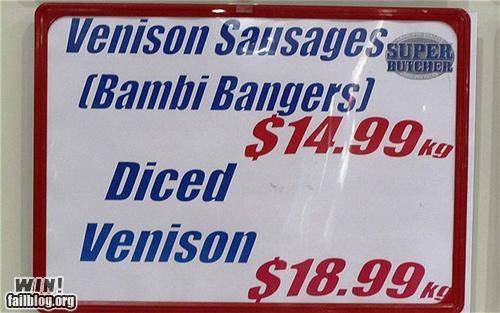 Venison Sausages
SUPER
BUTCHER
(Bambi Bangers)
$14.99kg
Diced
Venison
$18.99kg
WIN!
failblog.org